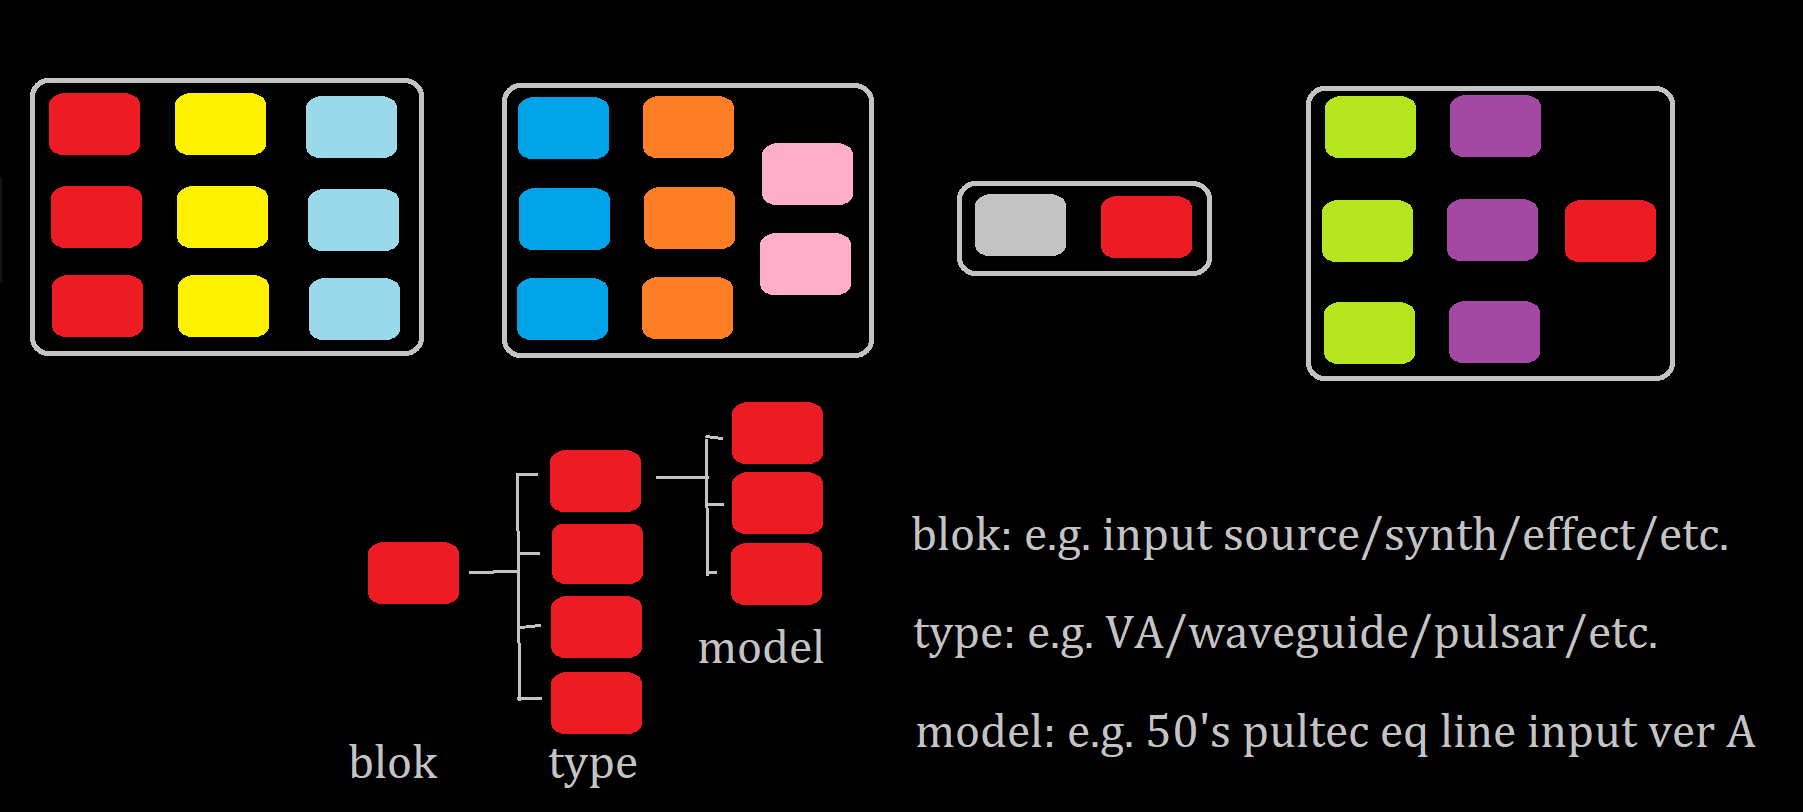 blok: e.g. input source/synth/effect/etc.
type: e.g. VA/waveguide/pulsar/etc.
model
model: e.g. 50's pultec eq line input ver A
blok
type